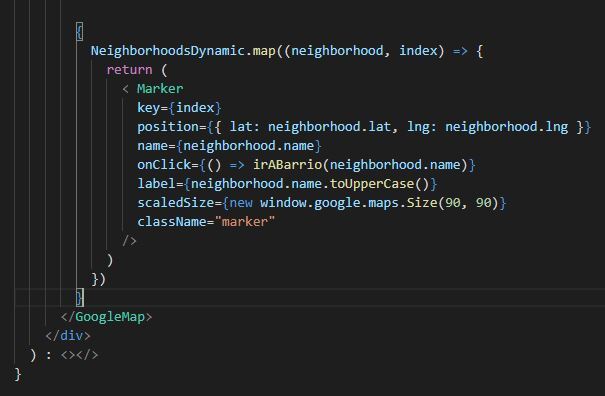 {
NeighborhoodsDynamic.map((neighborhood, index) => {
return (
< Marker
key={index}
position={{ lat: neighborhood.lat, lng: neighborhood.lng }}
name={neighborhood.name}
onClick={() => irABarrio(neighborhood.name)}
label={neighborhood.name.toUpperCase()}
scaledSize={new window.google.maps.Size(90, 90)}
className="marker"
/>
)
})
}
</GoogleMap>
</div>
) : <></>
}